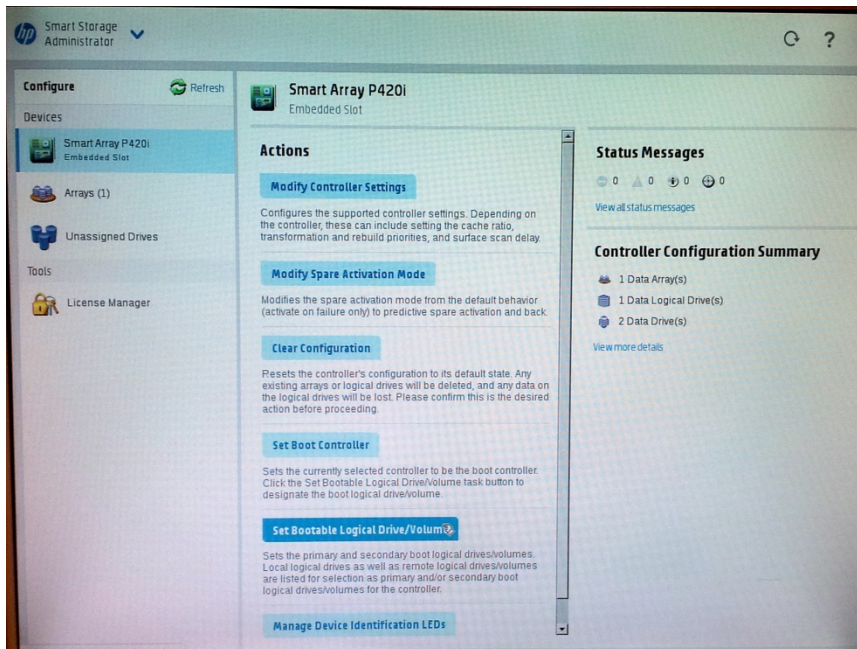 hp
Smart Storage
Administrator
?
Configure
Refresh
Devices
Smart Array P420i
Embedded Slot
Arrays (1)
Unassigned Drives
Tools
License Manager
Smart Array P420i
Embedded Slot
Actions
Modify Controller Settings
Configures the supported controller settings. Depending on
the controller, these can include setting the cache ratio,
transformation and rebuild priorities, and surface scan delay.
Modify Spare Activation Mode
Modifies the spare activation mode from the default behavior
(activate on failure only) to predictive spare activation and back.
Clear Configuration
Resets the controller's configuration to its default state. Any
existing arrays or logical drives will be deleted, and any data on
the logical drives will be lost. Please confirm this is the desired
action before proceeding.
Set Boot Controller
Sets the currently selected controller to be the boot controller.
Click the Set Bootable Logical Drive/Volume task button to
designate the boot logical drive/volume.
Set Bootable Logical Drive/Volume
Sets the primary and secondary boot logical drives/volumes.
Local logical drives as well as remote logical drives/volumes
are listed for selection as primary and/or secondary boot
logical drives/volumes for the controller.
Manage Device Identification LEDs
Status Messages
0 0 0 0
View all status messages
Controller Configuration Summary
1 Data Array(s)
1 Data Logical Drive(s)
2 Data Drive(s)
View more details